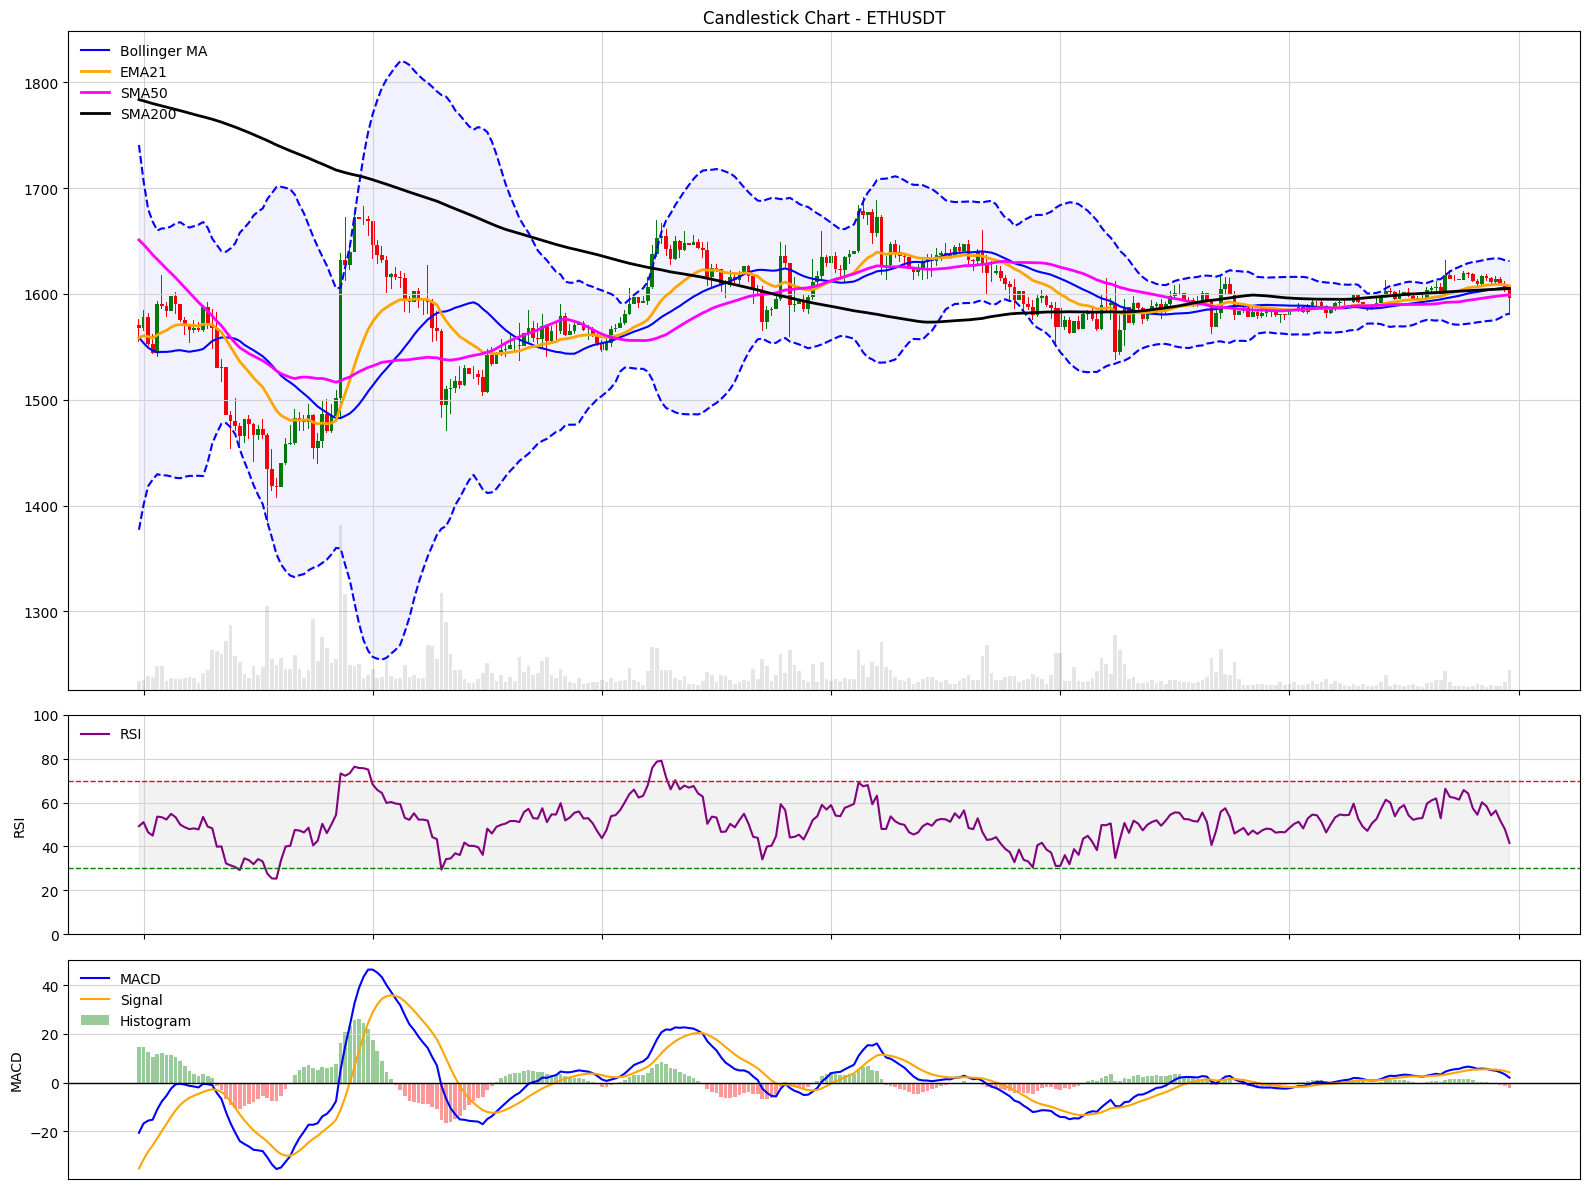 Candlestick Chart - ETHUSDT
Bollinger MA
EMA21
SMA50
SMA200
1800
1700
1600
1500
1400
1300
100
RSI
80
60
RSI
40
20
0
MACD
40
Signal
Histogram
20
MACD
0
−20